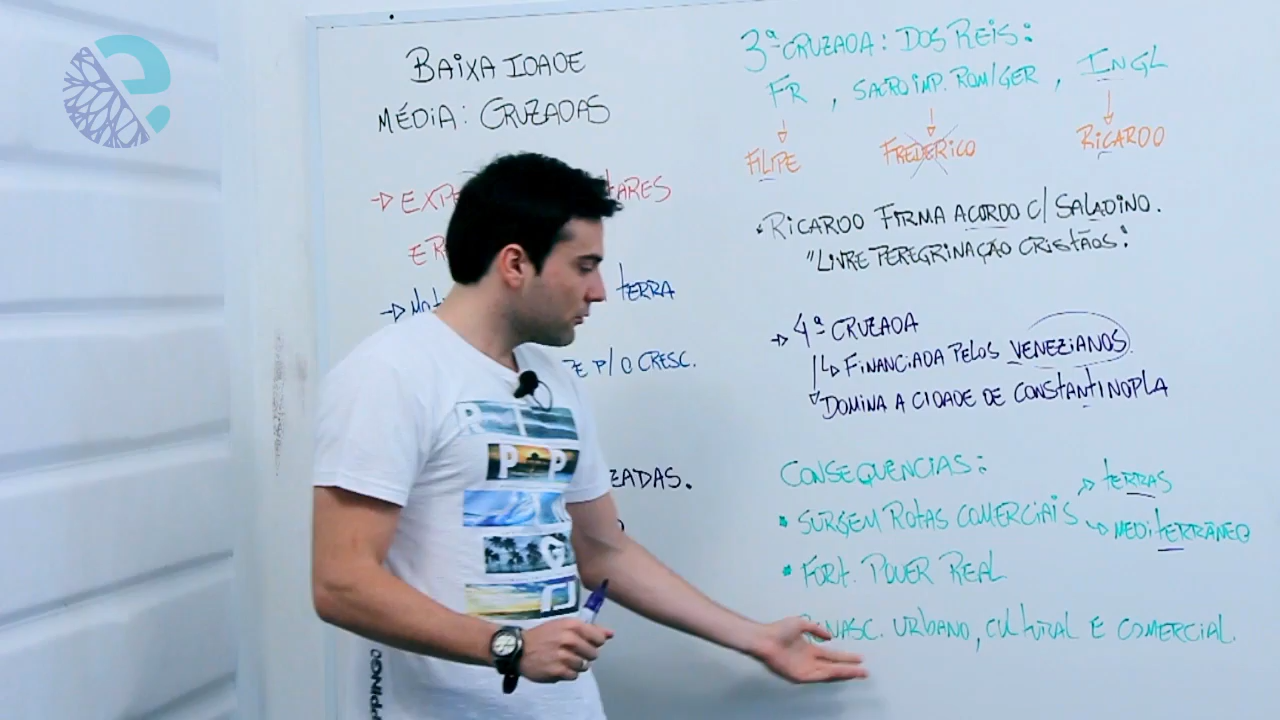 BAIXA IDADE
MÉDIA: CRUZADAS
TERRA
P/ O CRESC.
3ª CRUZADA: DOS REIS:
FR , SACRO IMP. ROM/GER , INGL
FILIPE FREDERICO RICARDO
• RICARDO FIRMA ACORDO C/ SALADINO.
"LIVRE PEREGRINAÇÃO CRISTÃOS:
→ 4ª CRUZADA
↳ FINANCIADA PELOS VENEZIANOS.
DOMINA A CIDADE DE CONSTANTINOPLA
CONSEQUENCIAS:
• SURGEM ROTAS COMERCIAIS → TERRAS
→ MEDITERRÂNEO
• FORT. PODER REAL
URBANO, CULTURAL E COMERCIAL.